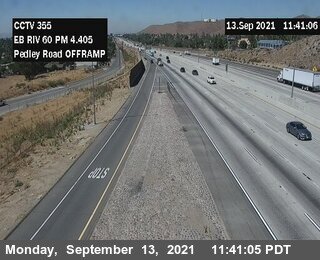 CCTV 355
EB RIV 60 PM 4.405
Pedley Road OFFRAMP
13.Sep 2021 11:41:06
STOP
Monday, September 13, 2021 11:41:05 PDT